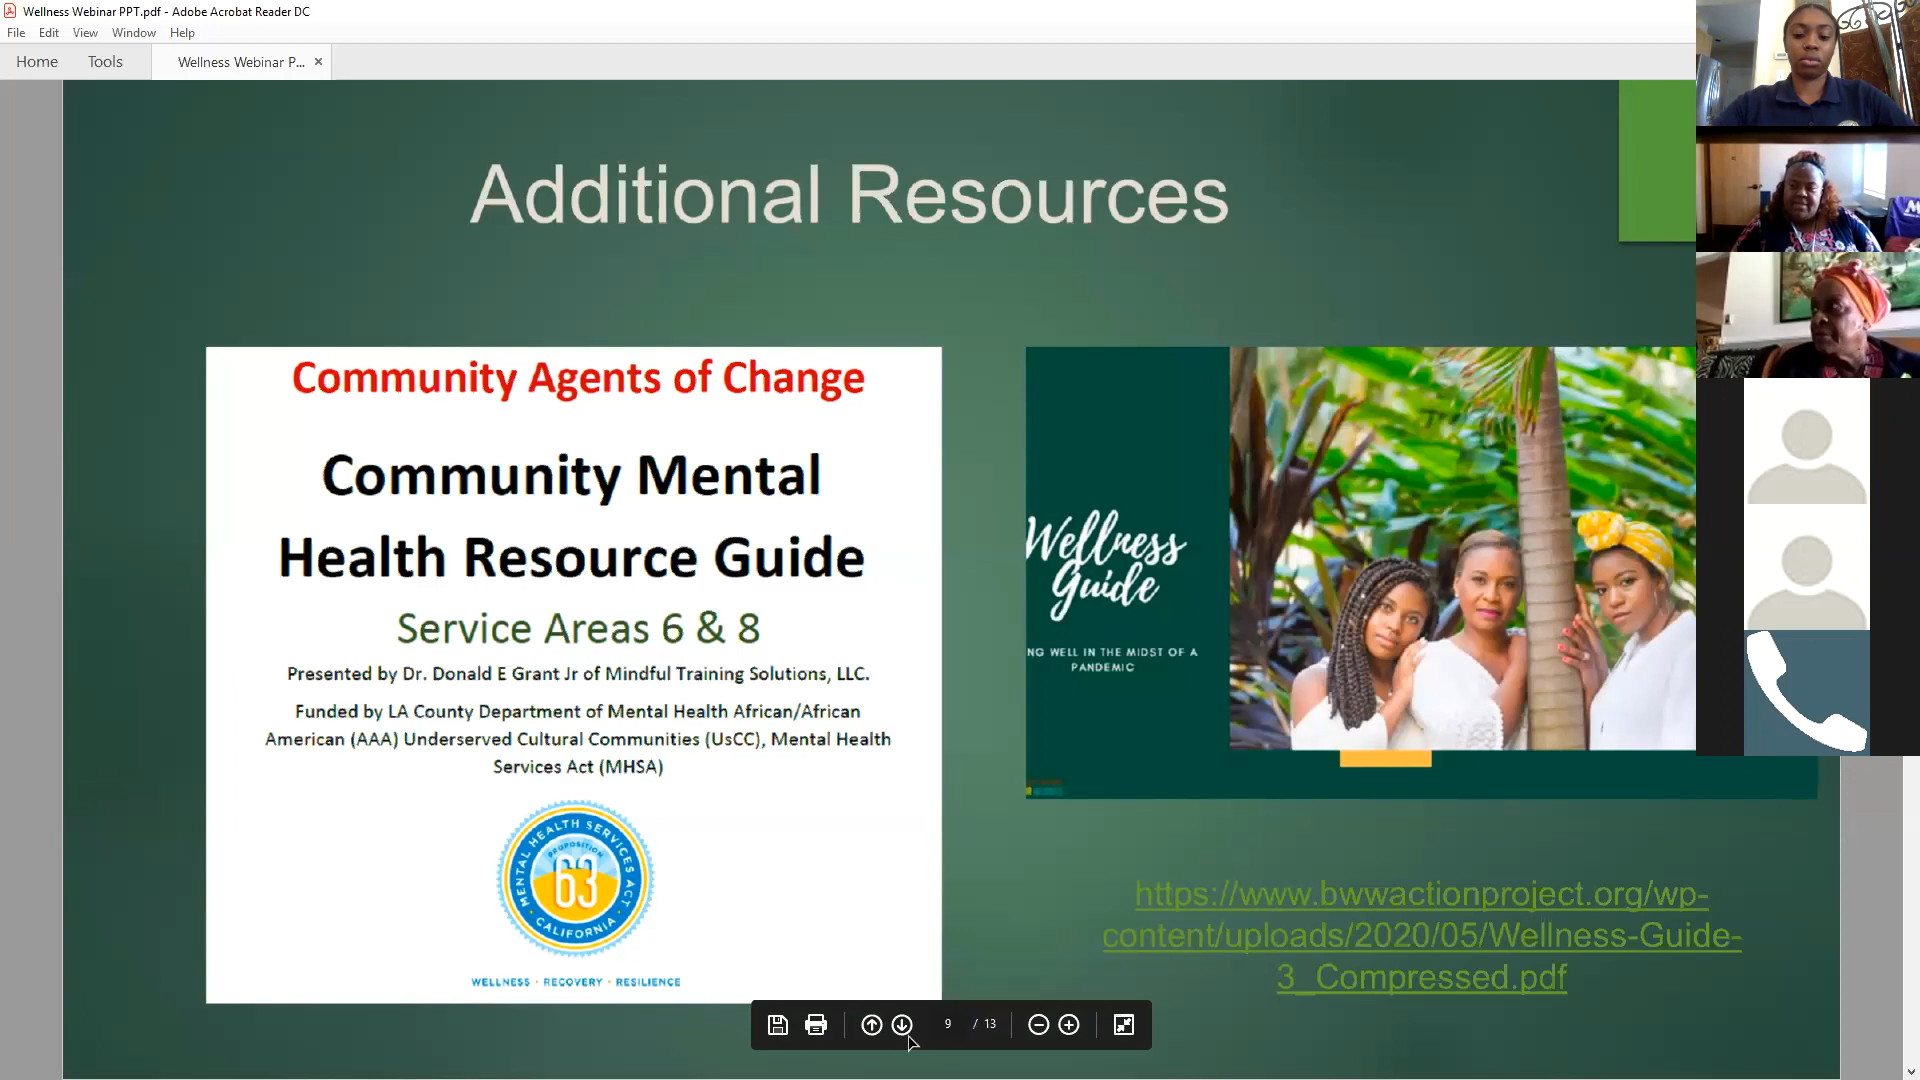 Wellness Webinar PPT.pdf - Adobe Acrobat Reader DC
File Edit View Window Help
Home Tools Wellness Webinar P... ×
Additional Resources
Community Agents of Change
Community Mental
Health Resource Guide
Service Areas 6 & 8
Presented by Dr. Donald E Grant Jr of Mindful Training Solutions, LLC.
Funded by LA County Department of Mental Health African/African
American (AAA) Underserved Cultural Communities (UsCC), Mental Health
Services Act (MHSA)
MENTAL HEALTH SERVICES ACT
PROPOSITION
63
CALIFORNIA
WELLNESS · RECOVERY · RESILIENCE
Wellness
Guide
NG WELL IN THE MIDST OF A
PANDEMIC
https://www.bwwactionproject.org/wp-
content/uploads/2020/05/Wellness-Guide-
3_Compressed.pdf
9 / 13
M